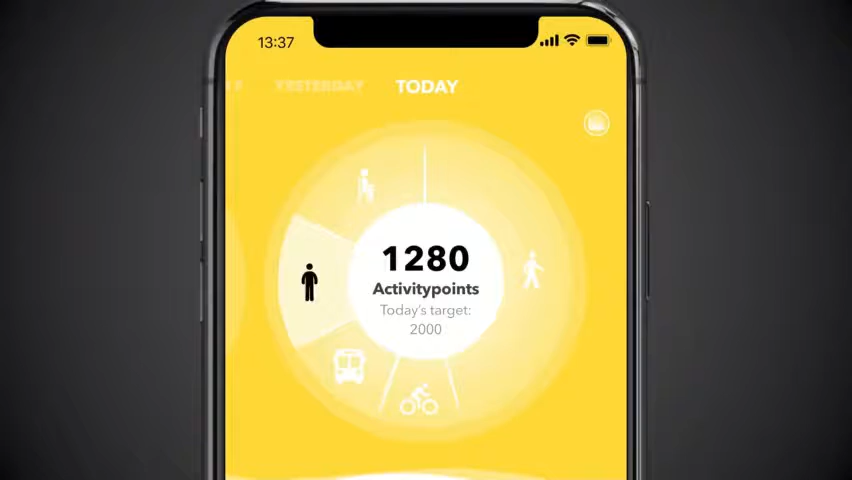 13:37
YESTERDAY TODAY
1280
Activitypoints
Today's target:
2000